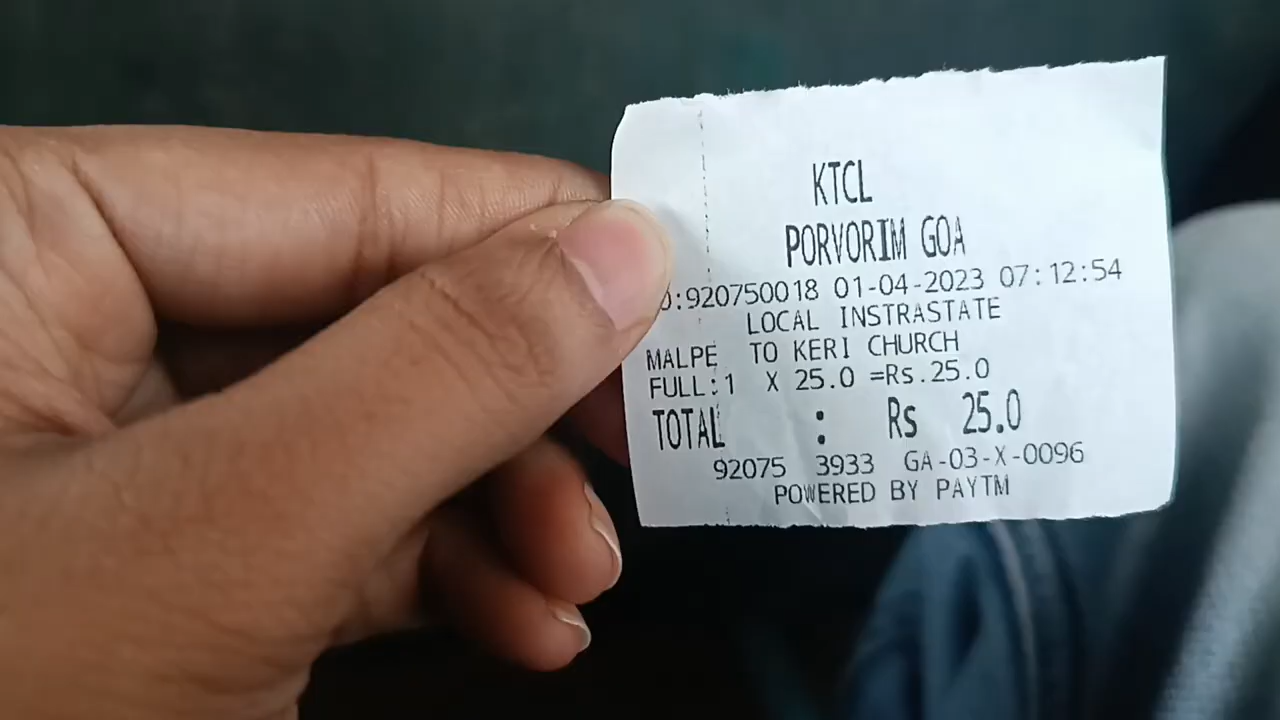 KTCL
PORVORIM GOA
:920750018 01-04-2023 07:12:54
LOCAL INSTRASTATE
MALPE TO KERI CHURCH
FULL:1 X 25.0 =Rs.25.0
TOTAL : Rs 25.0
92075 3933 GA-03-X-0096
POWERED BY PAYTM